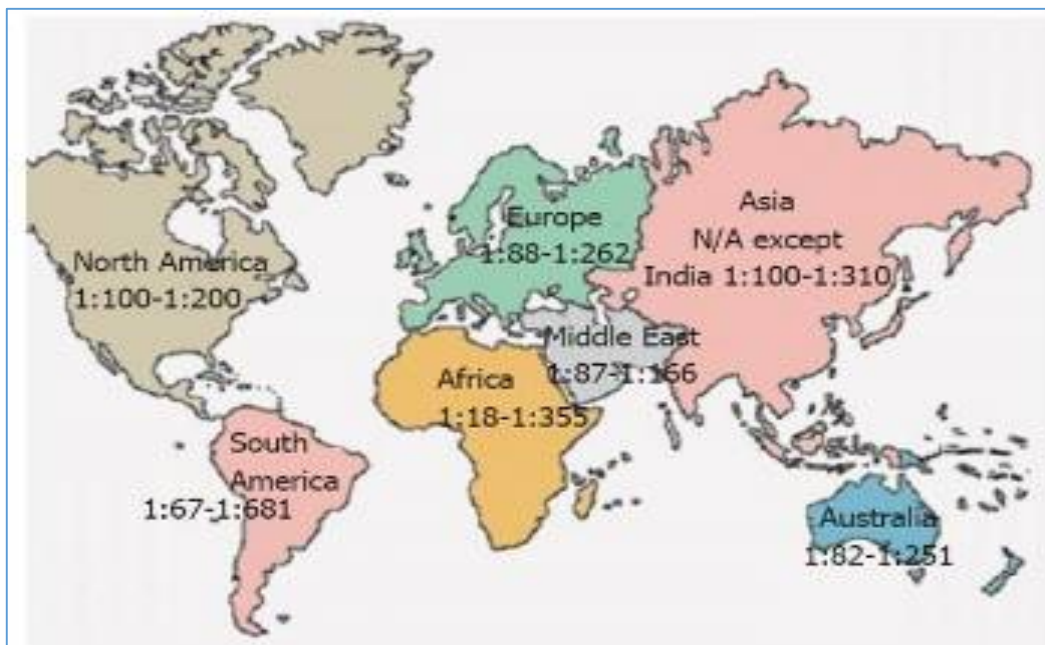 North America
1:100-1:200
Europe
1:88-1:262
Asia
N/A except
India 1:100-1:310
Middle East
1:87-1:166
Africa
1:18-1:355
South
America
1:67-1:681
Australia
1:82-1:251